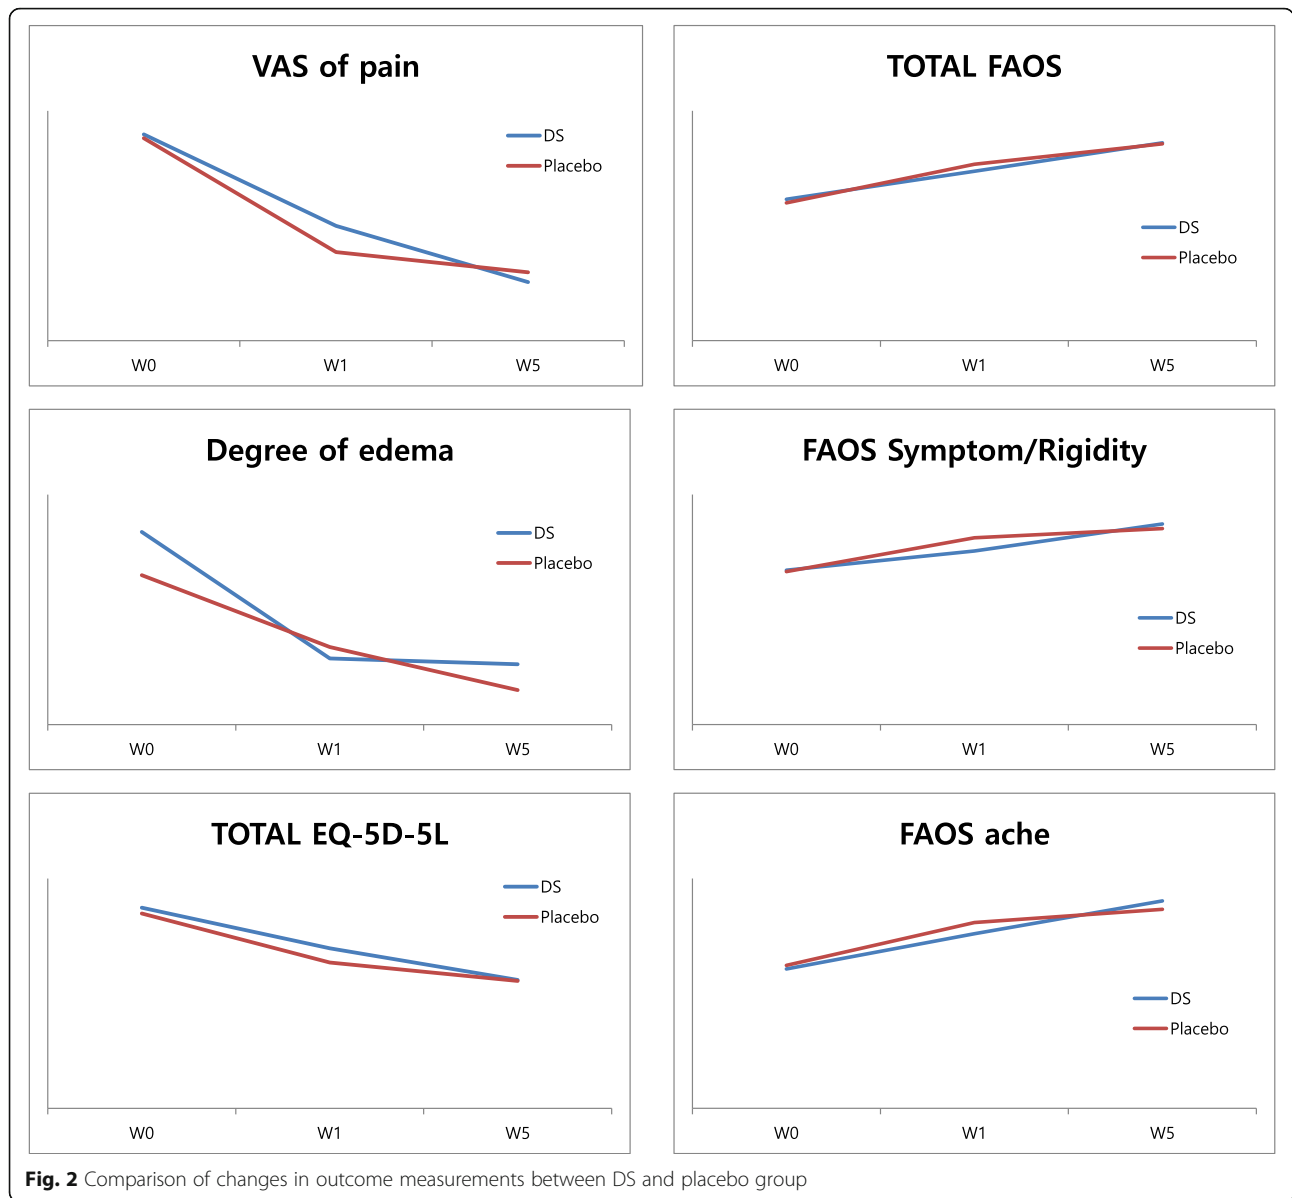 VAS of pain
DS
Placebo
W0 W1 W5
TOTAL FAOS
DS
Placebo
W0 W1 W5
Degree of edema
DS
Placebo
W0 W1 W5
FAOS Symptom/Rigidity
DS
Placebo
W0 W1 W5
TOTAL EQ-5D-5L
DS
Placebo
W0 W1 W5
FAOS ache
DS
Placebo
W0 W1 W5
Fig. 2 Comparison of changes in outcome measurements between DS and placebo group